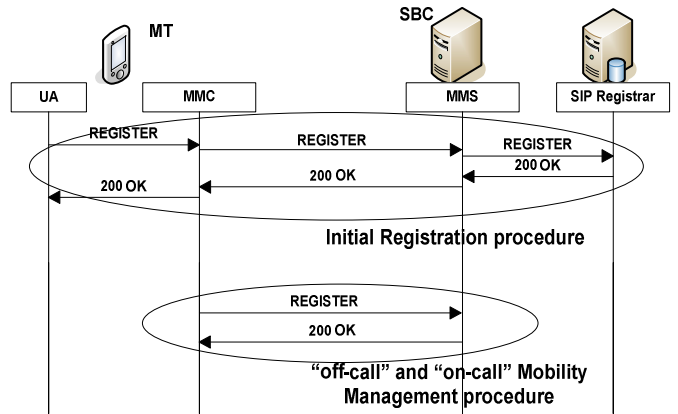 MT
SBC
UA
MMC
MMS
SIP Registrar
REGISTER
REGISTER
REGISTER
200 OK
200 OK
200 OK
Initial Registration procedure
REGISTER
200 OK
“off-call” and “on-call” Mobility
Management procedure